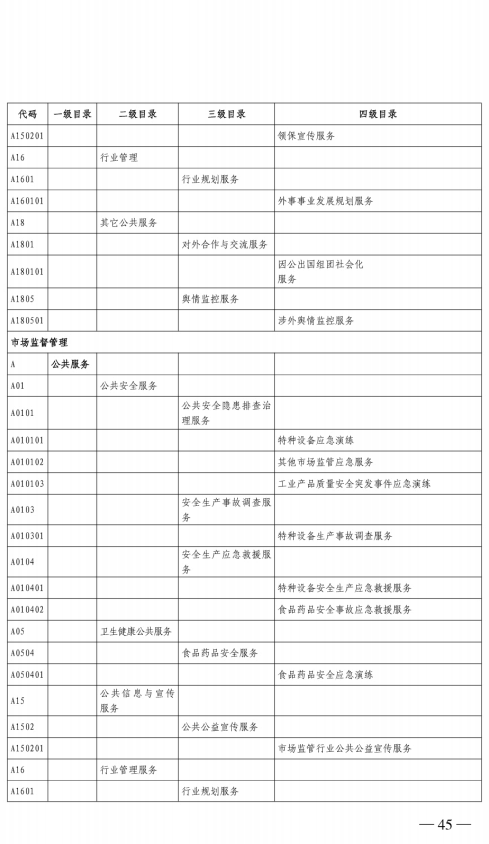 代码 一级目录 二级目录 三级目录 四级目录
A150201 领保宣传服务
A16 行业管理
A1601 行业规划服务
A160101 外事事业发展规划服务
A18 其它公共服务
A1801 对外合作与交流服务
A180101 因公出国组团社会化
服务
A1805 舆情监控服务
A180501 涉外舆情监控服务
市场监督管理
A 公共服务
A01 公共安全服务
A0101 公共安全隐患排查治
理服务
A010101 特种设备应急演练
A010102 其他市场监管应急服务
A010103 工业产品质量安全突发事件应急演练
A0103 安全生产事故调查服
务
A010301 特种设备生产事故调查服务
A0104 安全生产应急救援服
务
A010401 特种设备安全生产应急救援服务
A010402 食品药品安全事故应急救援服务
A05 卫生健康公共服务
A0504 食品药品安全服务
A050401 食品药品安全应急演练
A15 公共信息与宣传
服务
A1502 公共公益宣传服务
A150201 市场监管行业公共公益宣传服务
A16 行业管理服务
A1601 行业规划服务
— 45 —